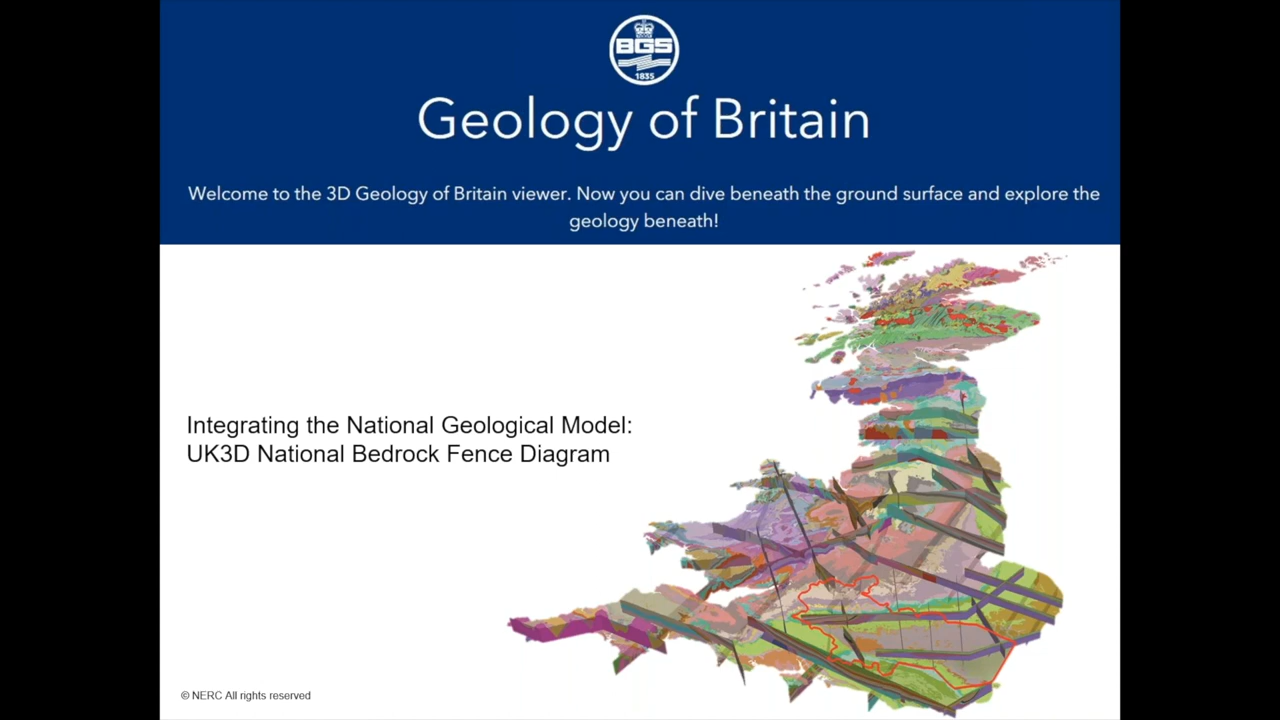 BGS
1835
Geology of Britain
Welcome to the 3D Geology of Britain viewer. Now you can dive beneath the ground surface and explore the
geology beneath!
Integrating the National Geological Model:
UK3D National Bedrock Fence Diagram
© NERC All rights reserved